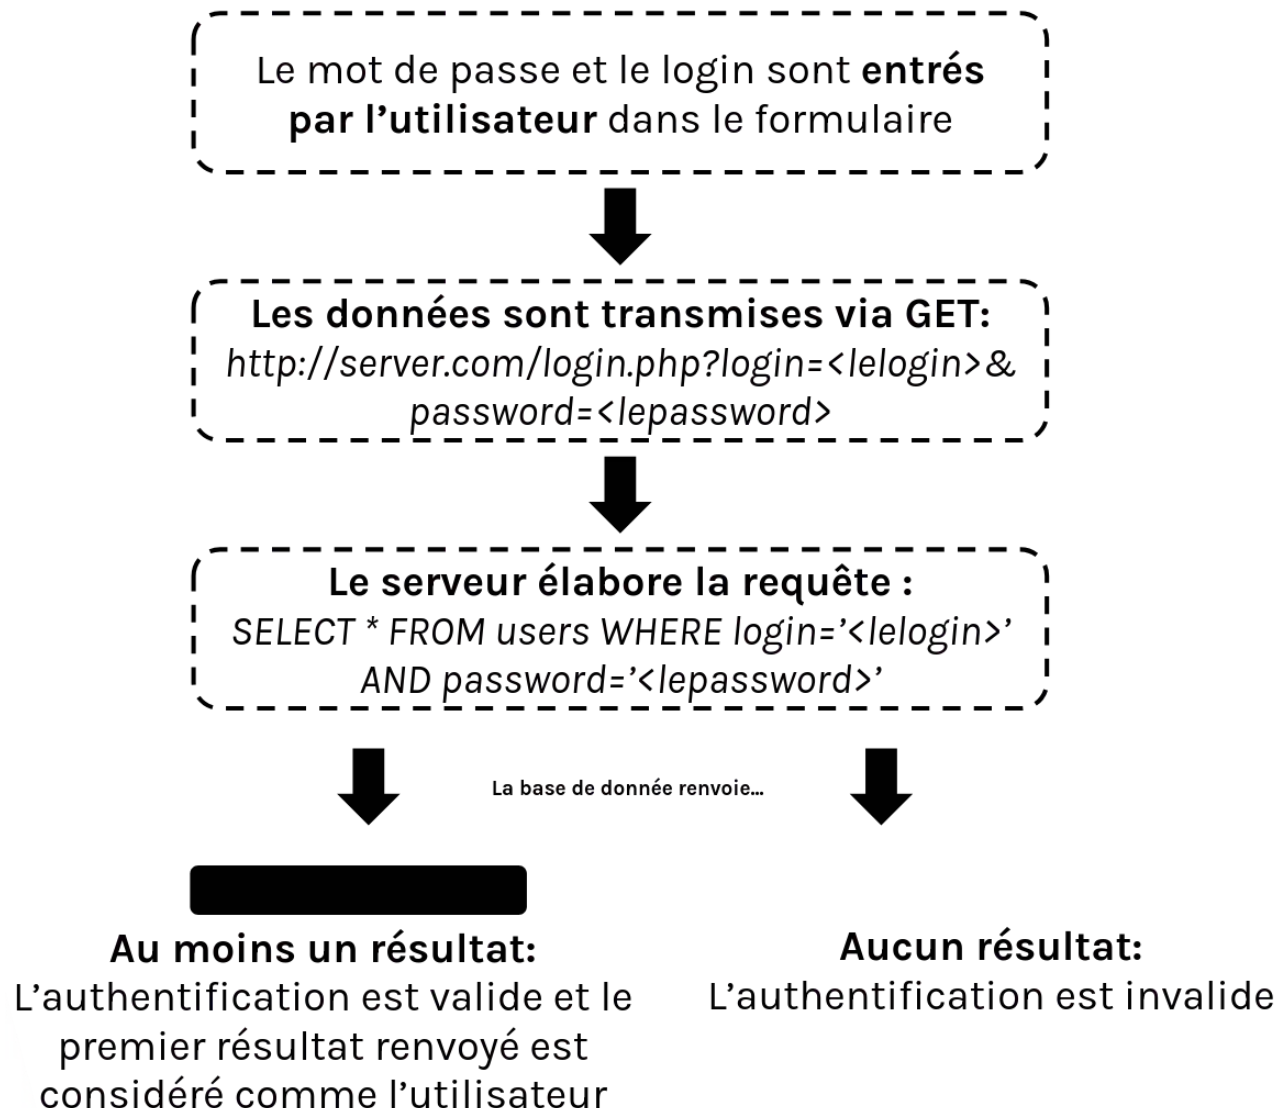 Le mot de passe et le login sont entrés
par l’utilisateur dans le formulaire
Les données sont transmises via GET:
http://server.com/login.php?login=<lelogin>&
password=<lepassword>
Le serveur élabore la requête :
SELECT * FROM users WHERE login=’<lelogin>’
AND password=’<lepassword>’
La base de donnée renvoie…
Au moins un résultat:
L’authentification est valide et le
premier résultat renvoyé est
considéré comme l’utilisateur
Aucun résultat:
L’authentification est invalide